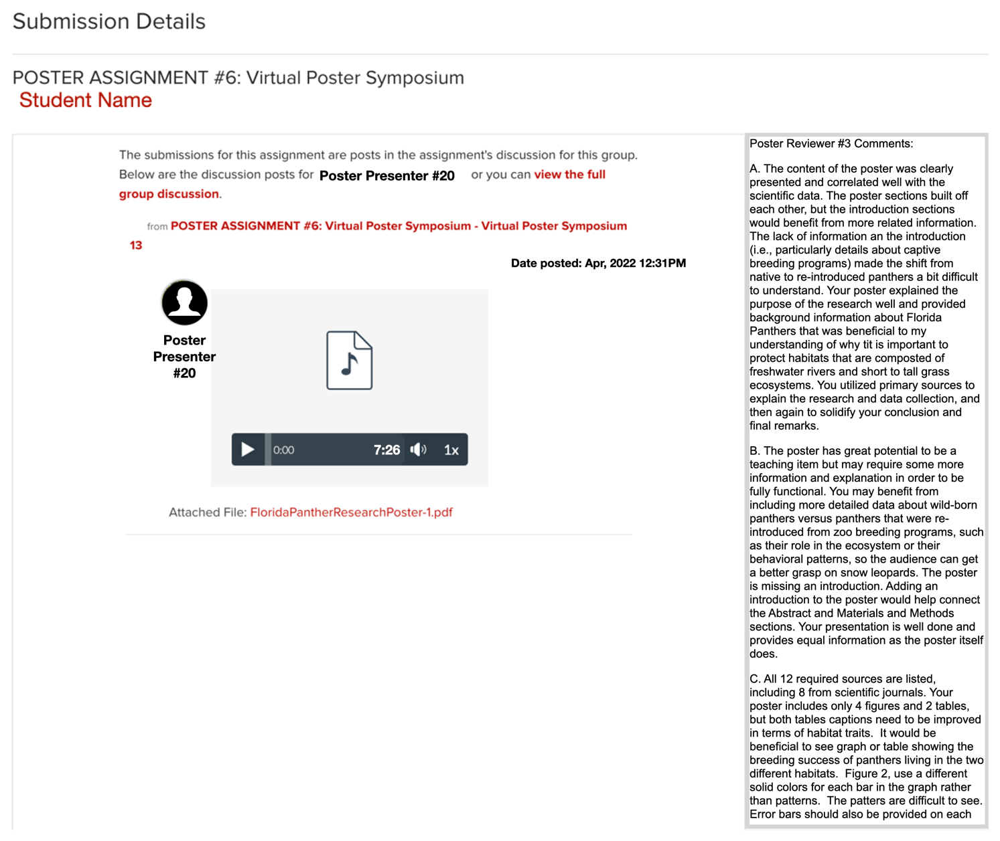 Submission Details
POSTER ASSIGNMENT #6: Virtual Poster Symposium
Student Name
The submissions for this assignment are posts in the assignment's discussion for this group.
Below are the discussion posts for Poster Presenter #20 or you can view the full
group discussion.
from POSTER ASSIGNMENT #6: Virtual Poster Symposium - Virtual Poster Symposium
13
Date posted: Apr, 2022 12:31PM
Poster
Presenter
#20
0:00 7:26 1x
Attached File: FloridaPantherResearchPoster-1.pdf
Poster Reviewer #3 Comments:
A. The content of the poster was clearly
presented and correlated well with the
scientific data. The poster sections built off
each other, but the introduction sections
would benefit from more related information.
The lack of information an the introduction
(i.e., particularly details about captive
breeding programs) made the shift from
native to re-introduced panthers a bit difficult
to understand. Your poster explained the
purpose of the research well and provided
background information about Florida
Panthers that was beneficial to my
understanding of why tit is important to
protect habitats that are composted of
freshwater rivers and short to tall grass
ecosystems. You utilized primary sources to
explain the research and data collection, and
then again to solidify your conclusion and
final remarks.
B. The poster has great potential to be a
teaching item but may require some more
information and explanation in order to be
fully functional. You may benefit from
including more detailed data about wild-born
panthers versus panthers that were re-
introduced from zoo breeding programs, such
as their role in the ecosystem or their
behavioral patterns, so the audience can get
a better grasp on snow leopards. The poster
is missing an introduction. Adding an
introduction to the poster would help connect
the Abstract and Materials and Methods
sections. Your presentation is well done and
provides equal information as the poster itself
does.
C. All 12 required sources are listed,
including 8 from scientific journals. Your
poster includes only 4 figures and 2 tables,
but both tables captions need to be improved
in terms of habitat traits.  It would be
beneficial to see graph or table showing the
breeding success of panthers living in the two
different habitats.  Figure 2, use a different
solid colors for each bar in the graph rather
than patterns.  The patters are difficult to see.
Error bars should also be provided on each